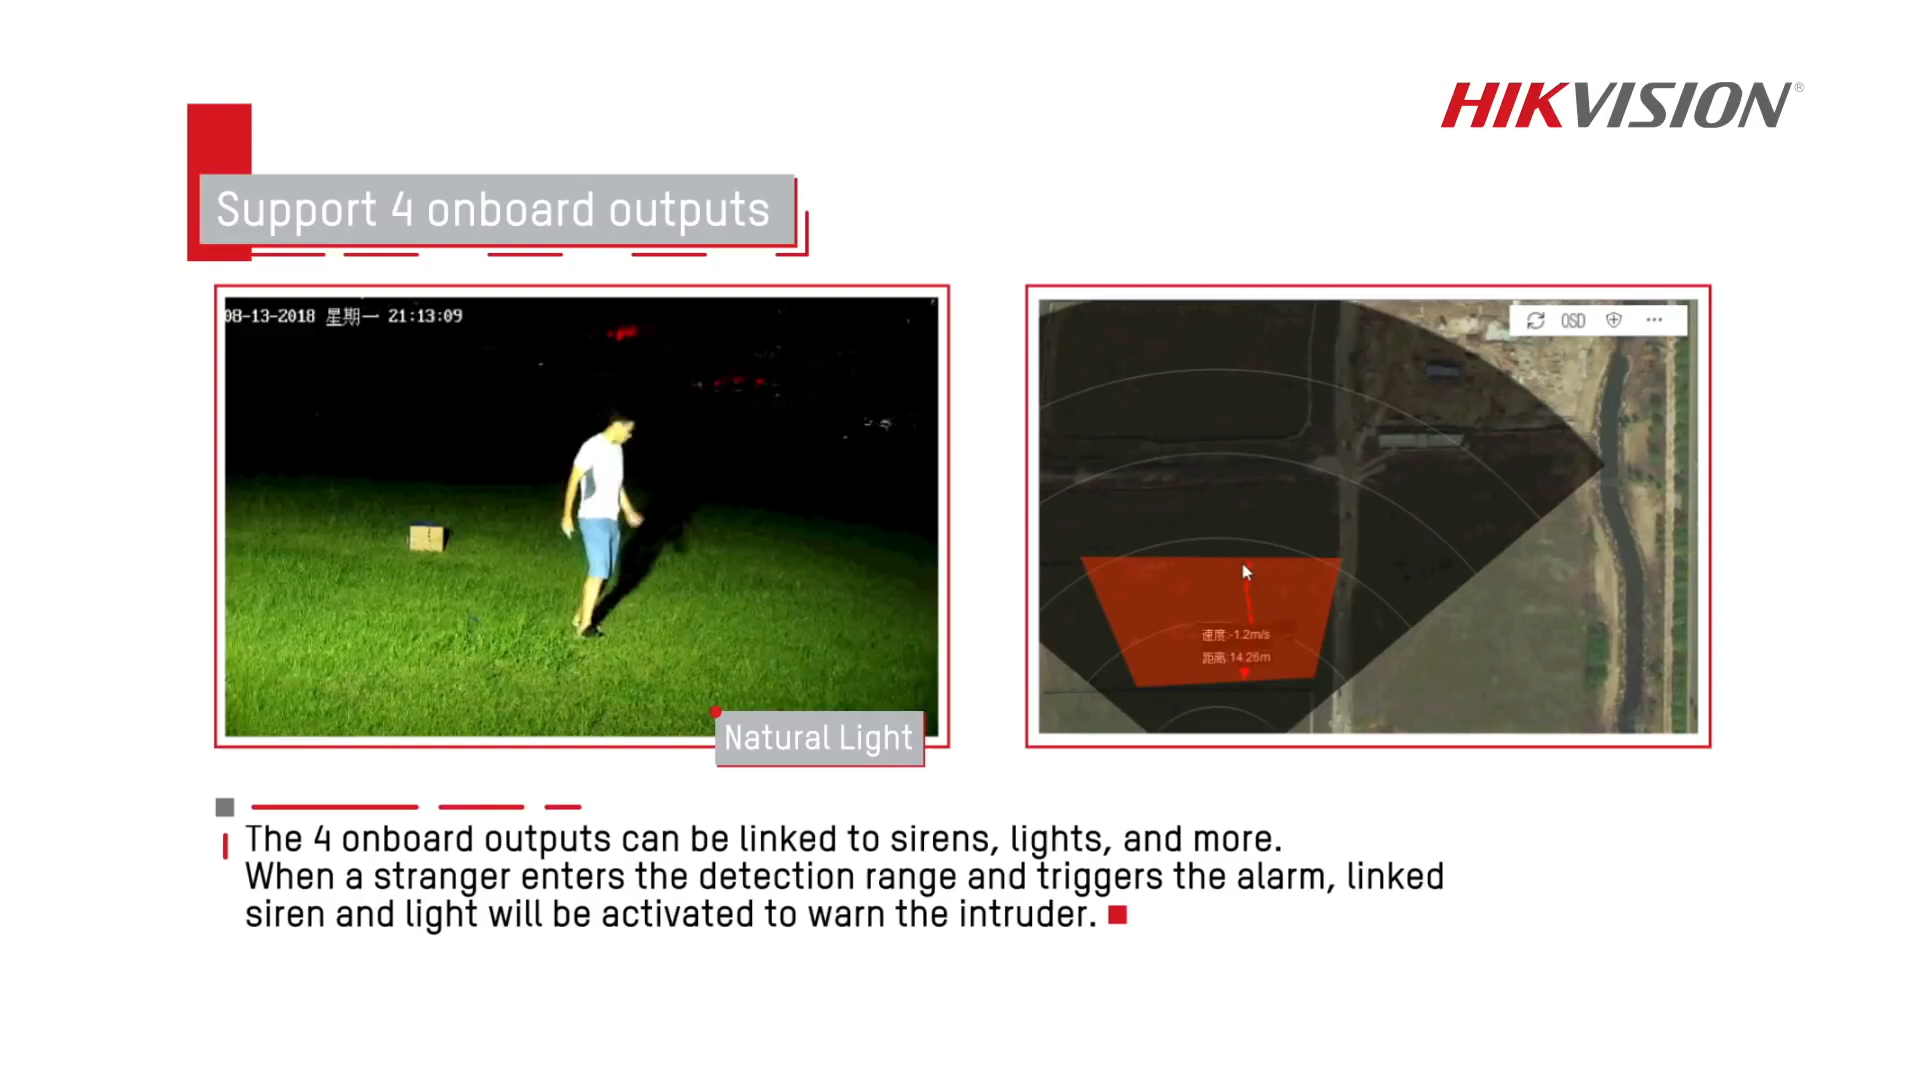 HIKVISION®
Support 4 onboard outputs
08-13-2018 星期一 21:13:09
OSD
速度:-1.2m/s
距离:14.26m
Natural Light
The 4 onboard outputs can be linked to sirens, lights, and more.
When a stranger enters the detection range and triggers the alarm, linked
siren and light will be activated to warn the intruder.